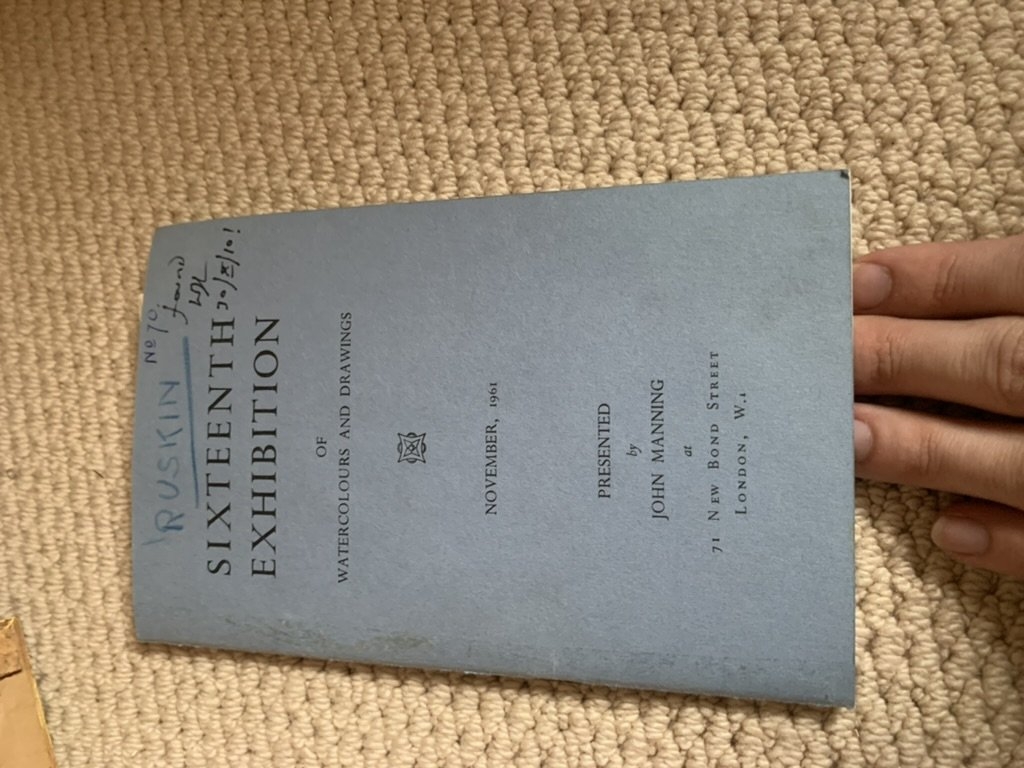 RUSKIN No 70
found
SIXTEENTH
EXHIBITION
OF
WATERCOLOURS AND DRAWINGS
NOVEMBER, 1961
PRESENTED
by
JOHN MANNING
at
71 NEW BOND STREET
LONDON, W.1